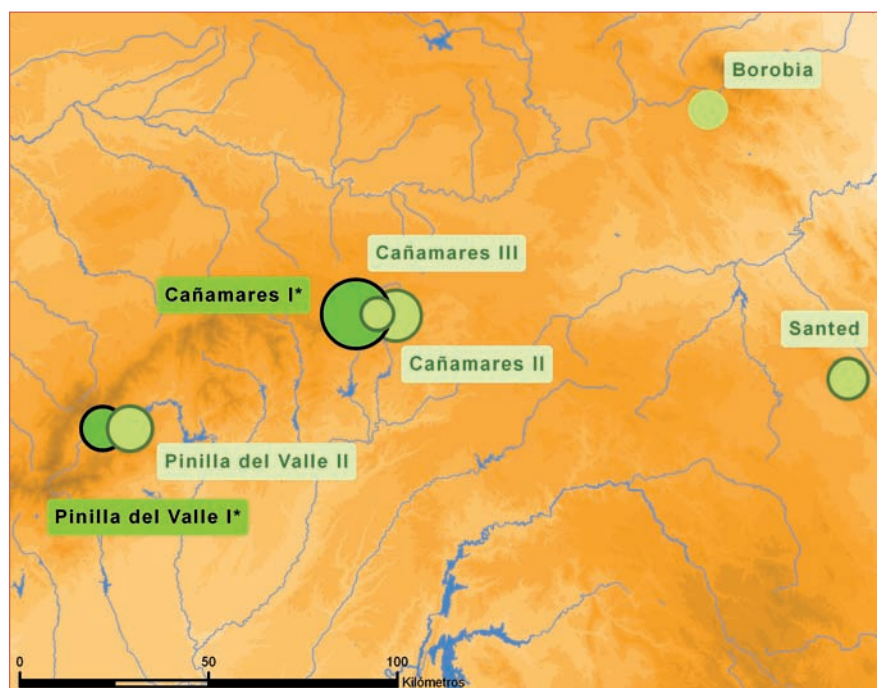 Borobia
Cañamares III
Cañamares I*
Santed
Cañamares II
Pinilla del Valle II
Pinilla del Valle I*
0 50 100
Kilómetros